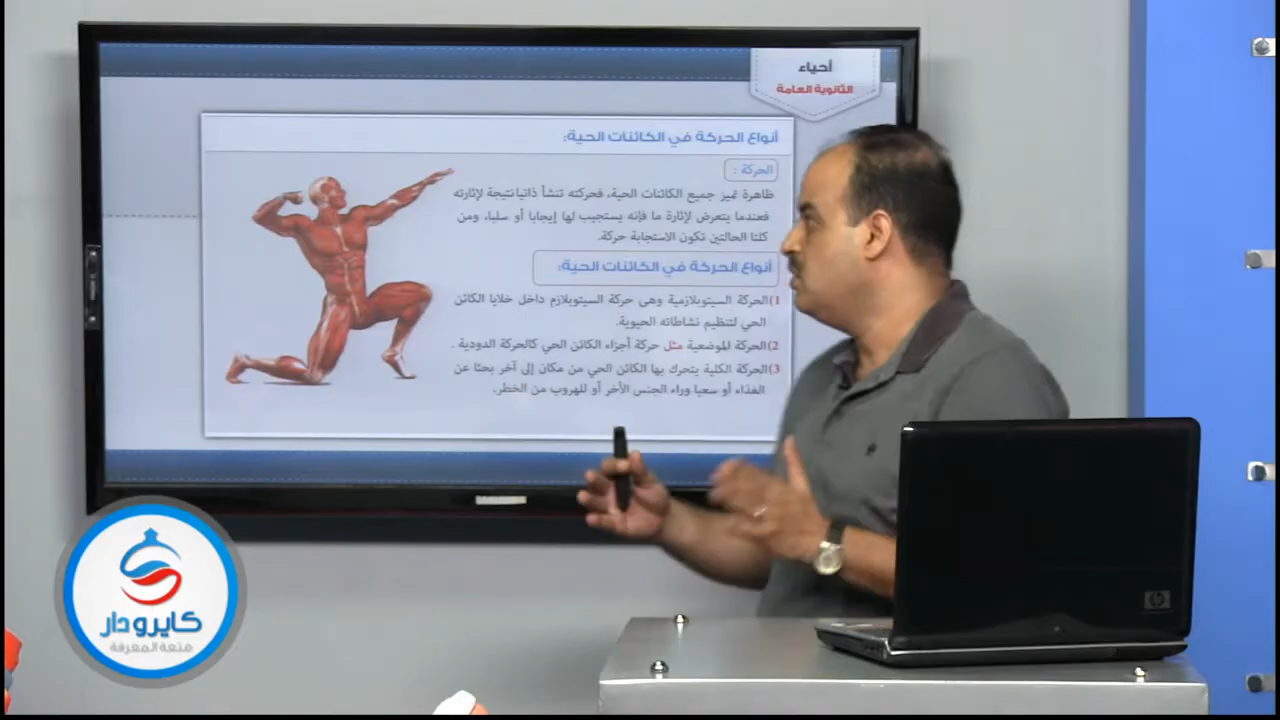 أحياء
الثانوية العامة
أنواع الحركة في الكائنات الحية:
الحركة :
ظاهرة تميز جميع الكائنات الحية، فحركته تنشأ ذاتيا نتيجة لإثارته
فعندما يتعرض لإثارة ما فإنه يستجيب لها إيجابا أو سلبا، ومن
كلتا الحالتين تكون الاستجابة حركة.
أنواع الحركة في الكائنات الحية:
1) الحركة السيتوبلازمية وهى حركة السيتوبلازم داخل خلايا الكائن
الحي لتنظيم نشاطاته الحيوية.
2) الحركة الموضعية مثل حركة أجزاء الكائن الحي كالحركة الدودية .
3) الحركة الكلية يتحرك بها الكائن الحي من مكان إلى آخر بحثا عن
الغذاء أو سعيا وراء الجنس الأخر أو للهروب من الخطر.
كايرودار
متعة المعرفة
hp